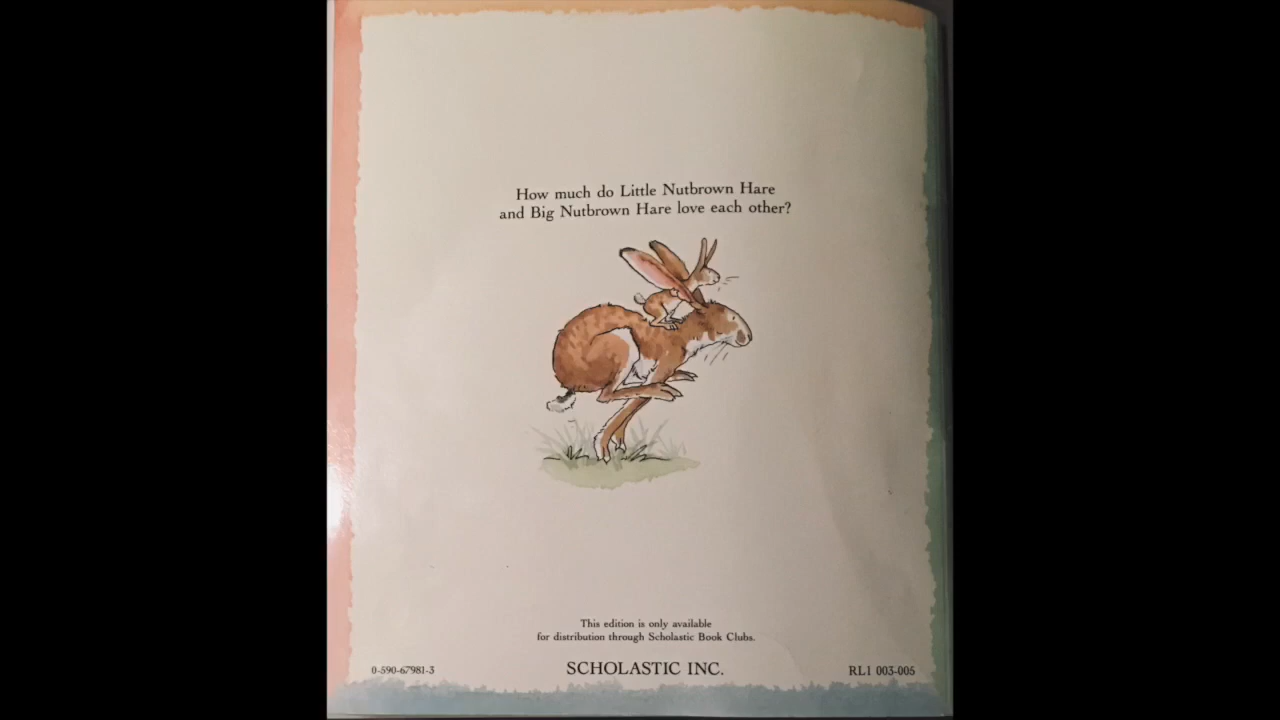 How much do Little Nutbrown Hare
and Big Nutbrown Hare love each other?
This edition is only available
for distribution through Scholastic Book Clubs.
0-590-67981-3
SCHOLASTIC INC.
RL1 003-005